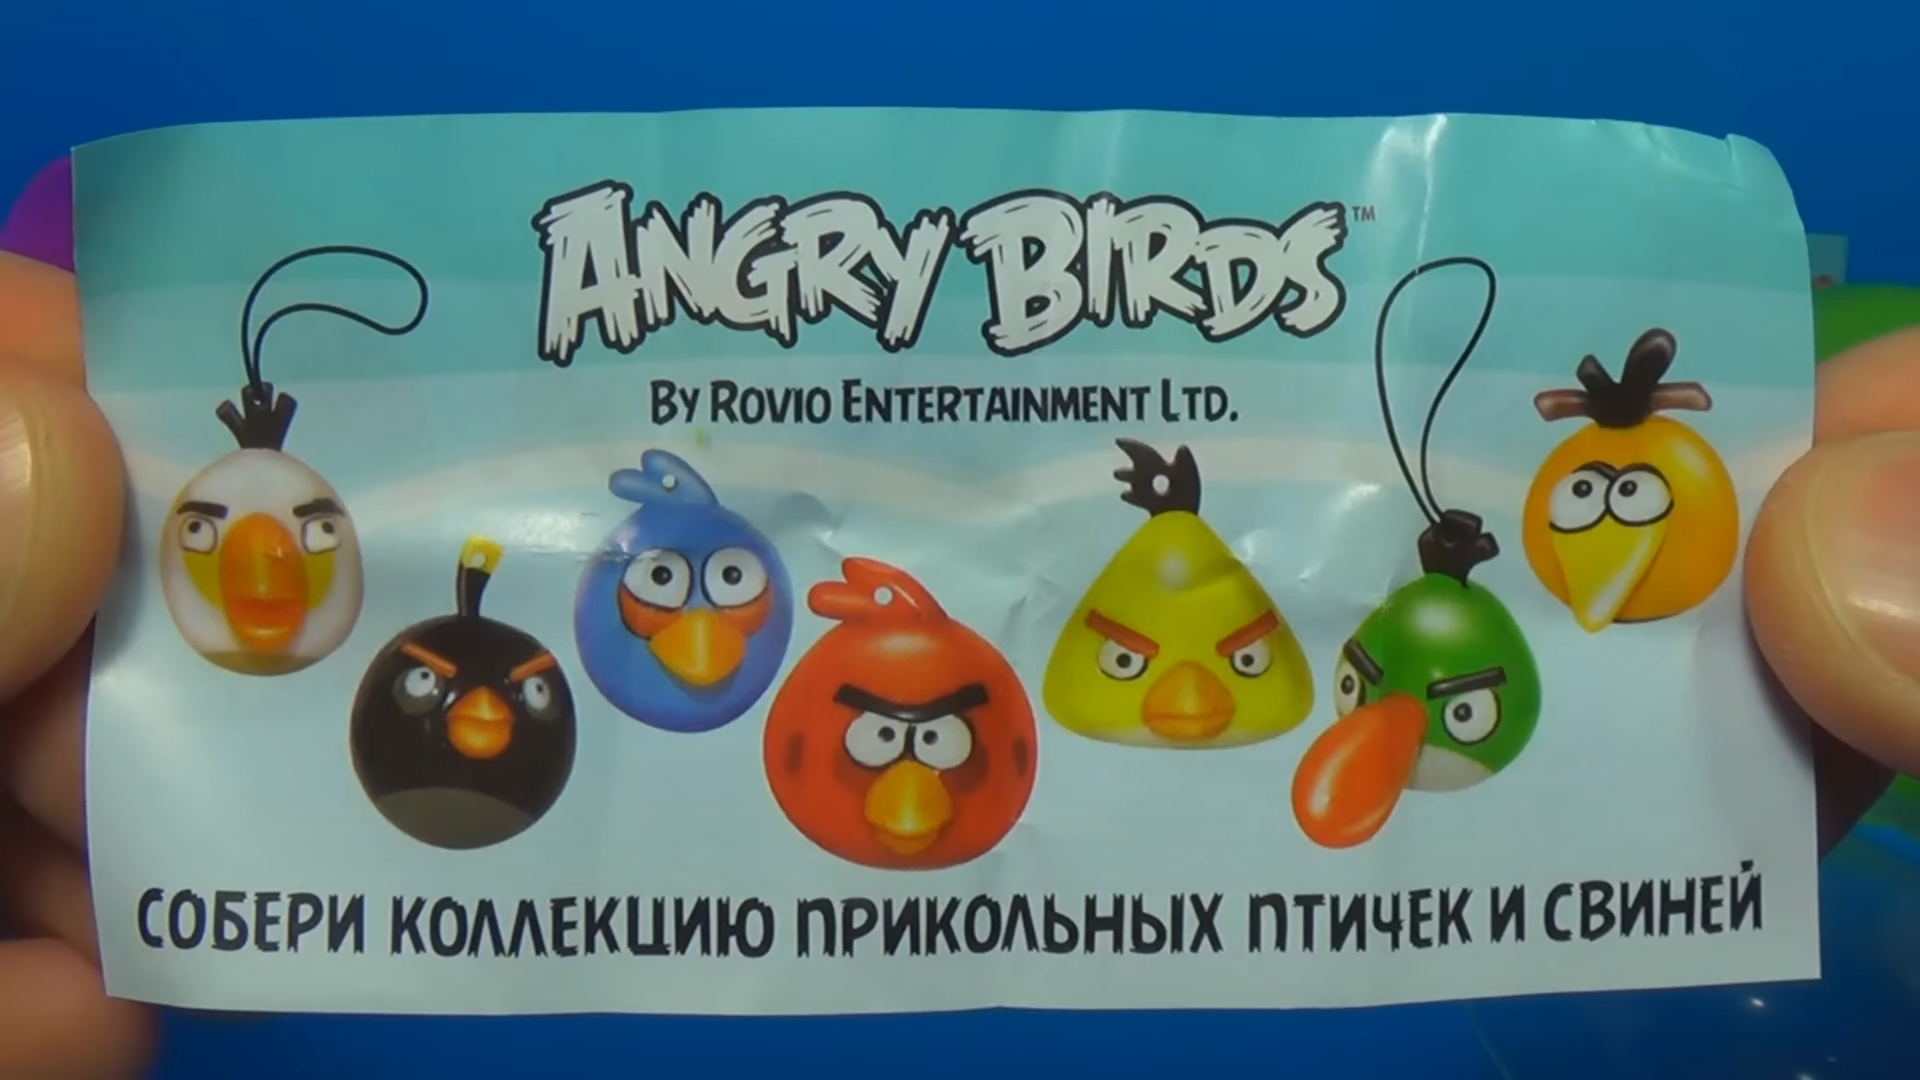 ANGRY BIRDS™
BY ROVIO ENTERTAINMENT LTD.
СОБЕРИ КОЛЛЕКЦИЮ ПРИКОЛЬНЫХ ПТИЧЕК И СВИНЕЙ